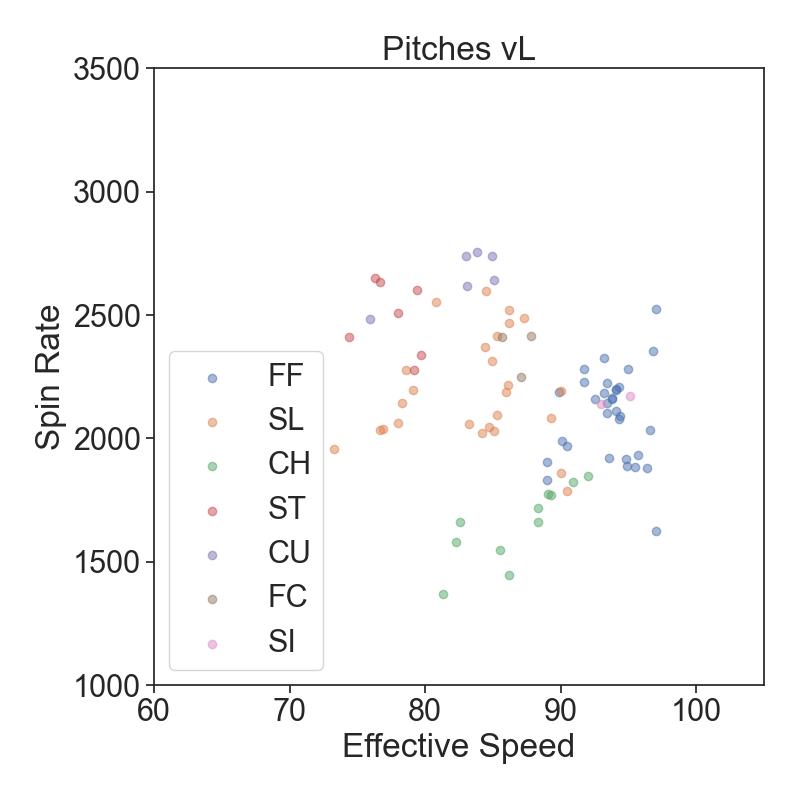 Pitches vL
3500
3000
2500
2000
1500
1000
Spin Rate
FF
SL
CH
ST
CU
FC
SI
60 70 80 90 100
Effective Speed